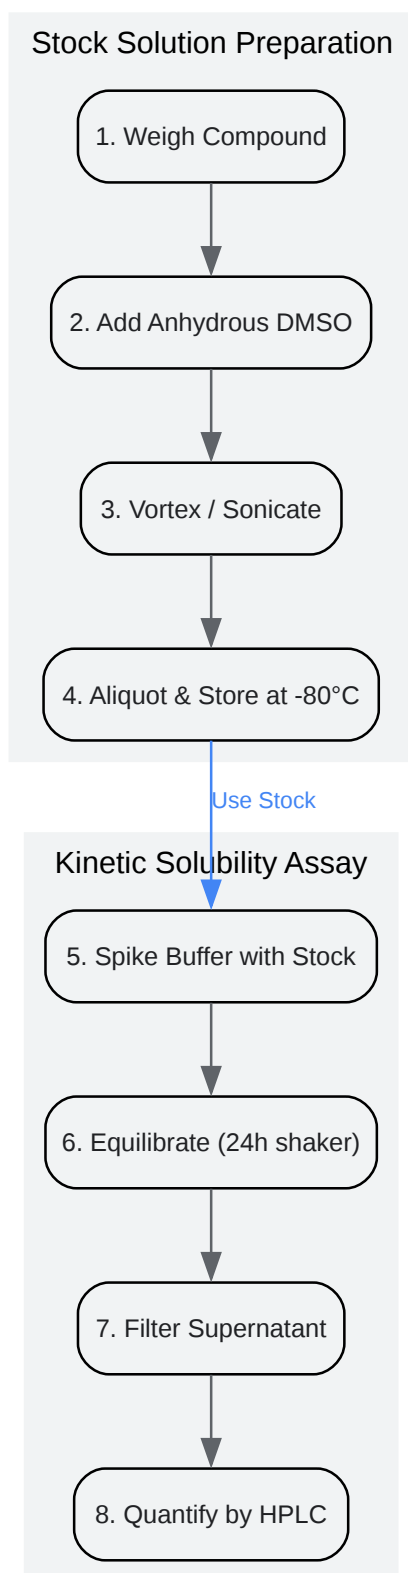 Stock Solution Preparation
1. Weigh Compound
2. Add Anhydrous DMSO
3. Vortex / Sonicate
4. Aliquot & Store at -80°C
Use Stock
Kinetic Solubility Assay
5. Spike Buffer with Stock
6. Equilibrate (24h shaker)
7. Filter Supernatant
8. Quantify by HPLC